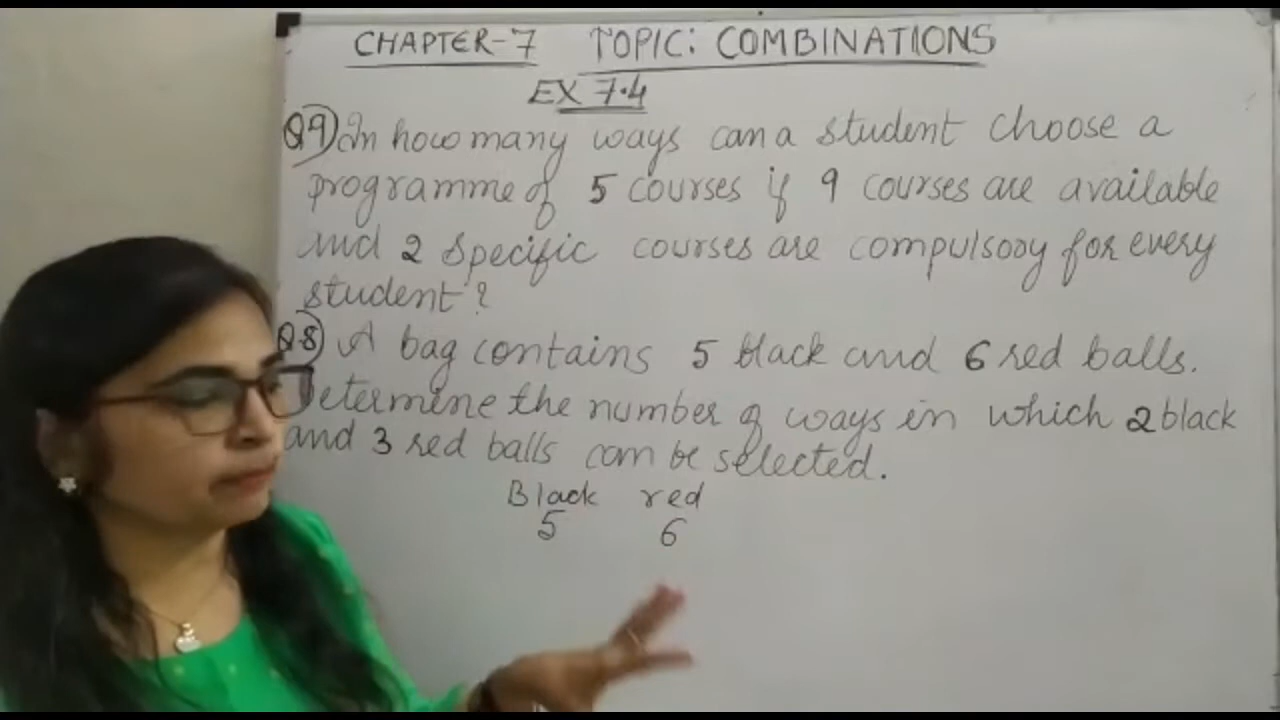 CHAPTER-7 TOPIC: COMBINATIONS
EX 7.4
Q9) In how many ways can a student choose a
programme of 5 courses if 9 courses are available
and 2 specific courses are compulsory for every
student?
Q8) A bag contains 5 black and 6 red balls.
Determine the number of ways in which 2 black
and 3 red balls can be selected.
Black red
5 6